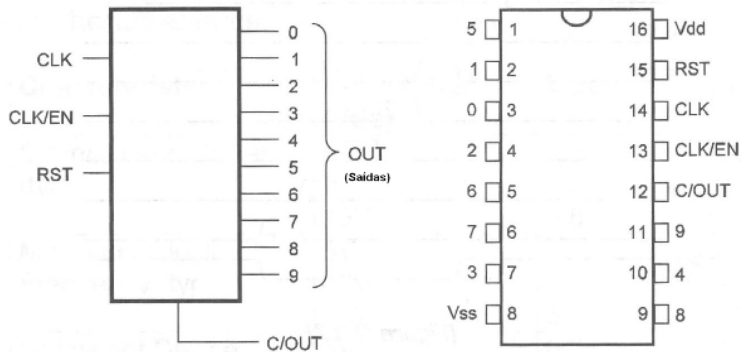 CLK
CLK/EN
RST
0
1
2
3
4
5
6
7
8
9
OUT
(Saídas)
C/OUT
5 1 16 Vdd
1 2 15 RST
0 3 14 CLK
2 4 13 CLK/EN
6 5 12 C/OUT
7 6 11 9
3 7 10 4
Vss 8 9 8